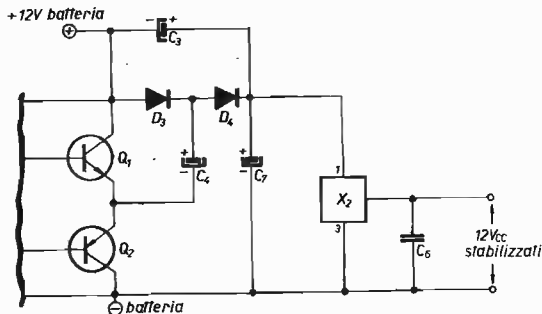 +12V batteria
+
- +
C3
D3
D4
Q1
+
-
C4
+
-
C7
1
X2
3
C6
12Vcc
stabilizzati
Q2
- batteria